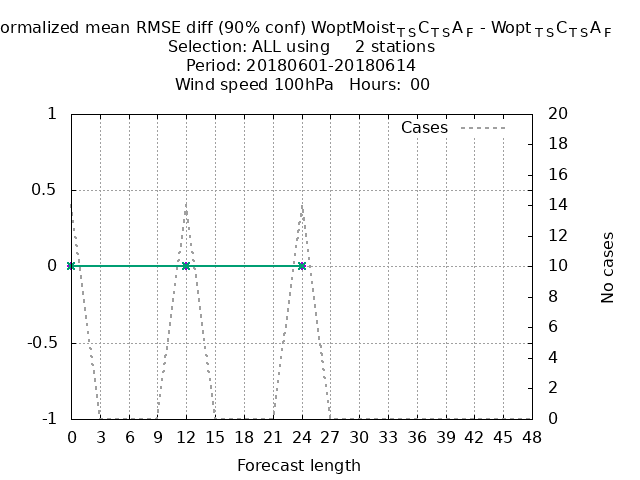 ormalized mean RMSE diff (90% conf) WoptMoist_TS C_TS A_F - Wopt_TS C_TS A_F
Selection: ALL using 2 stations
Period: 20180601-20180614
Wind speed 100hPa Hours: 00
Cases
1
0.5
0
-0.5
-1
20
18
16
14
12
10
8
6
4
2
0
No cases
0 3 6 9 12 15 18 21 24 27 30 33 36 39 42 45 48
Forecast length